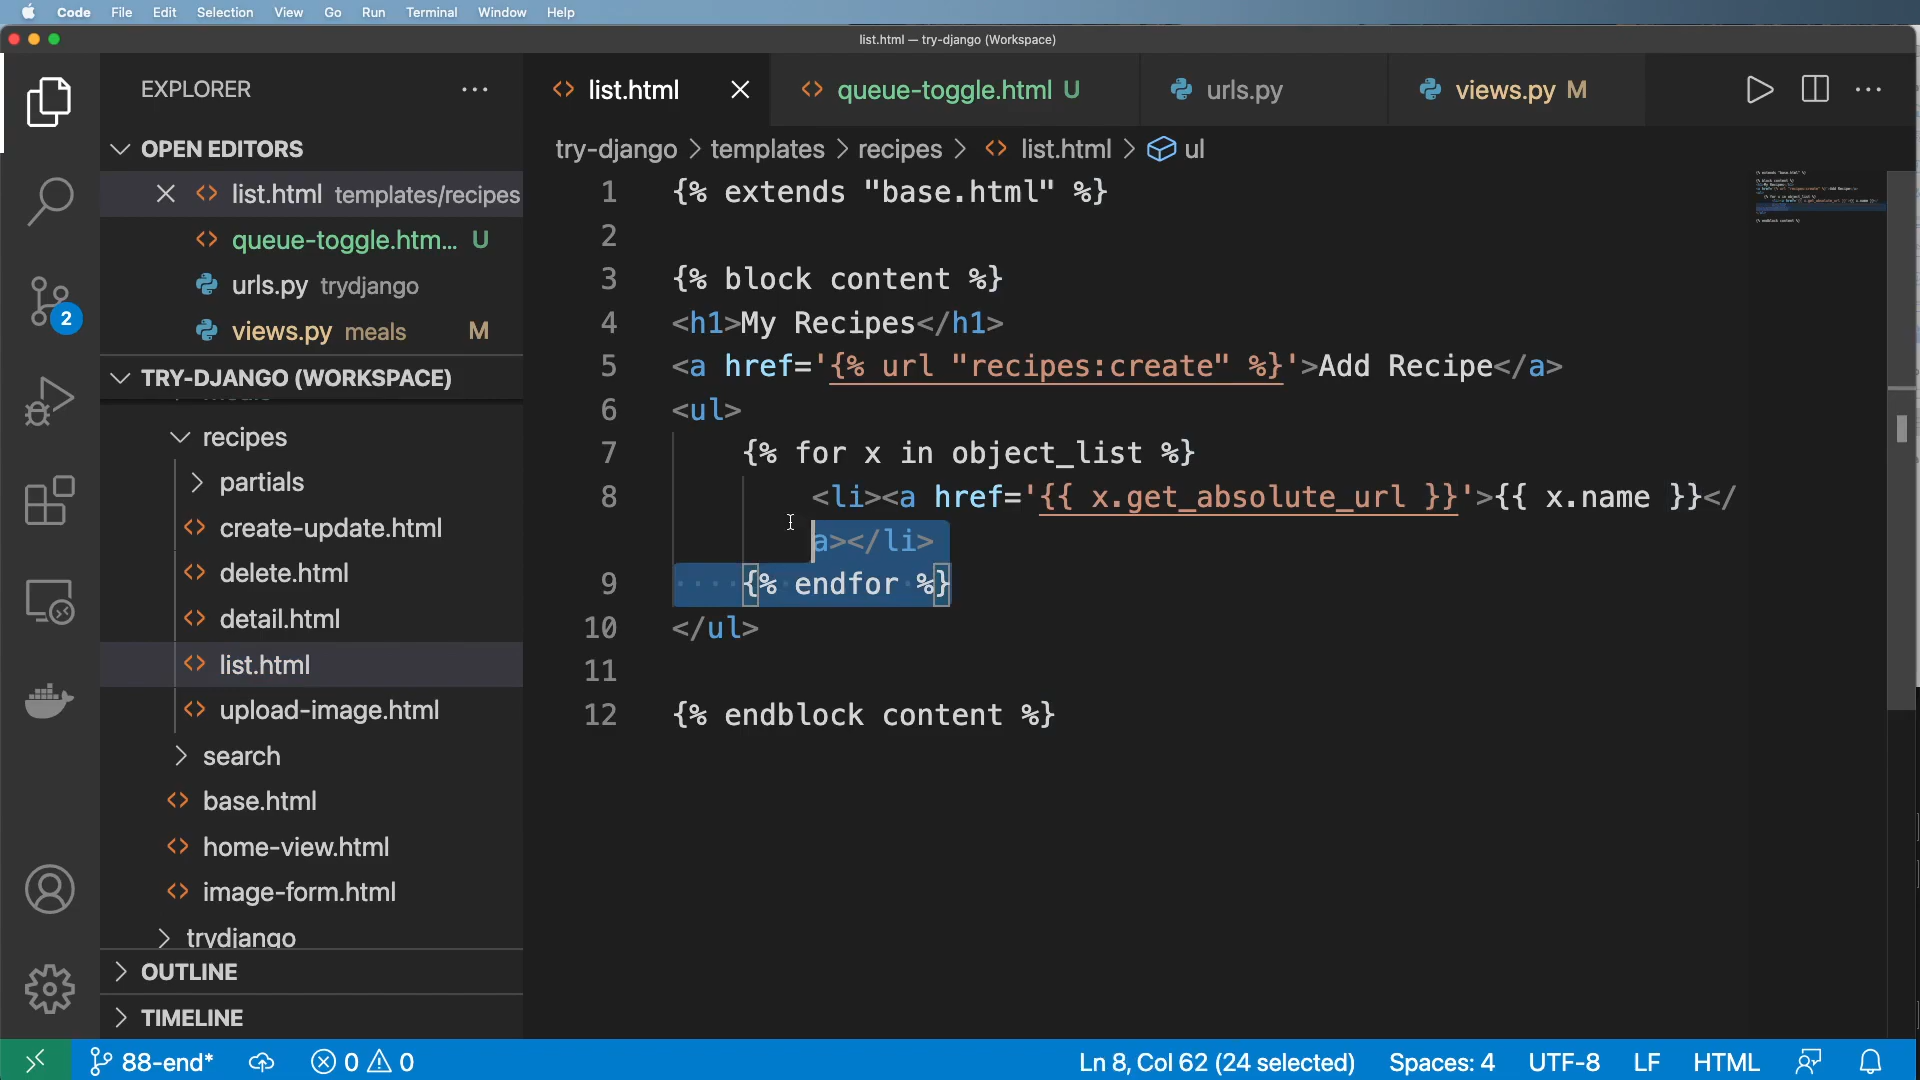 Code File Edit Selection View Go Run Terminal Window Help
list.html — try-django (Workspace)
EXPLORER
list.html
queue-toggle.html U
urls.py
views.py M
OPEN EDITORS
try-django > templates > recipes > list.html > ul
list.html templates/recipes
queue-toggle.htm... U
urls.py trydjango
views.py meals M
TRY-DJANGO (WORKSPACE)
recipes
partials
create-update.html
delete.html
detail.html
list.html
upload-image.html
search
base.html
home-view.html
image-form.html
trydjango
OUTLINE
TIMELINE
1 {% extends "base.html" %}
2
3 {% block content %}
4 <h1>My Recipes</h1>
5 <a href='{% url "recipes:create" %}'>Add Recipe</a>
6 <ul>
7 {% for x in object_list %}
8 <li><a href='{{ x.get_absolute_url }}'>{{ x.name }}</
a></li>
9 ····{%·endfor·%}
10 </ul>
11
12 {% endblock content %}
2
88-end* 0 0
Ln 8, Col 62 (24 selected) Spaces: 4 UTF-8 LF HTML